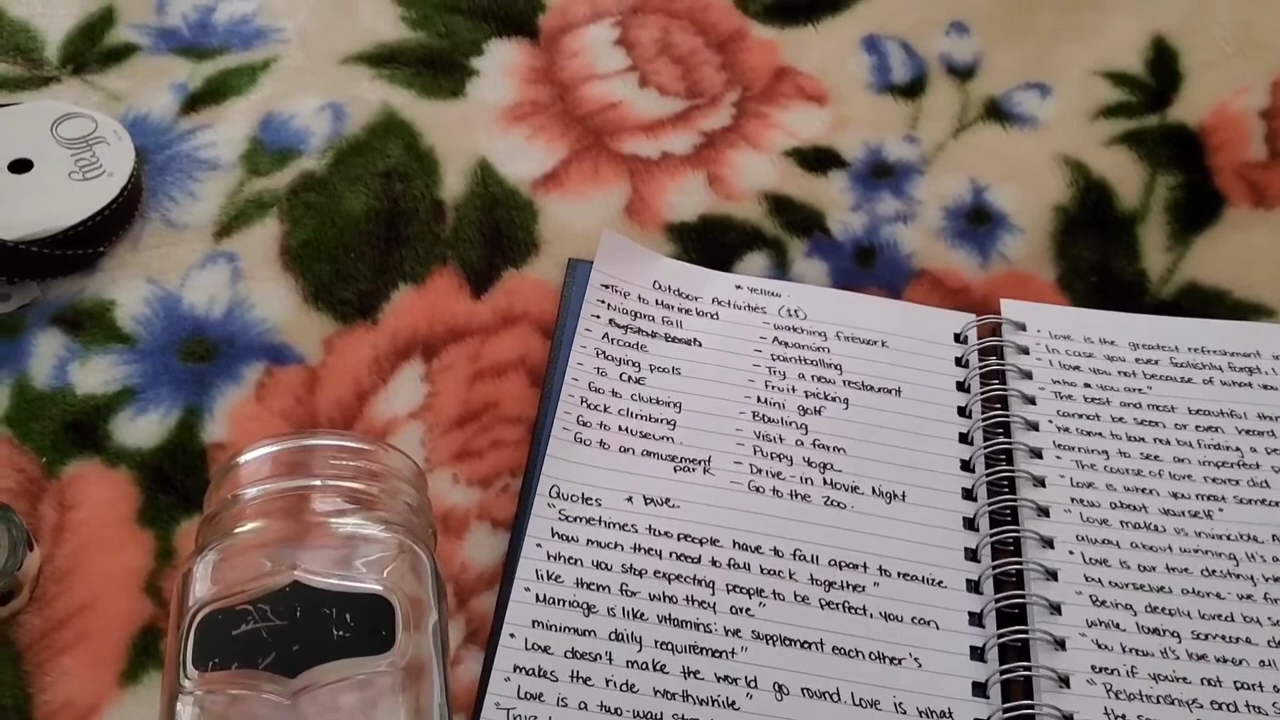 Offray
* yellow.
Outdoor Activities ($$)
Trip to Marineland
Niagara Fall
- Arcade
- Playing pools
- To CNE
- Go to clubbing
- Rock climbing
- Go to Museum.
- Go to an amusement
park
- watching firework
- Aquarium
- paintballing
- Try a new restaurant
- Fruit picking
- Mini golf
- Bowling
- Visit a farm
- Puppy Yoga
- Drive-in Movie Night
- Go to the Zoo.
Quotes * blue.
"Sometimes two people have to fall apart to realize
how much they need to fall back together"
"When you stop expecting people to be perfect, you can
like them for who they are"
"Marriage is like vitamins: we supplement each other's
minimum daily requirement"
"Love doesn't make the world go round. Love is what
makes the ride worthwhile"
"Love is a two-way
"love is the greatest refreshment
"In case you ever foolishly forget. I
"I love you not because of what you
who you are"
"The best and most beautiful
cannot be seen or even heard
"We come to love not by finding a
learning to see an imperfect
"The course of love never did
"Love is when you meet
new about yourself"
"Love makes us invincible.
always about winning. It's
"Love is our true destiny. We
by ourselves alone- we find
"Being deeply loved by
while loving someone
"You know it's love when all
even if you're not part
"Relationships end too